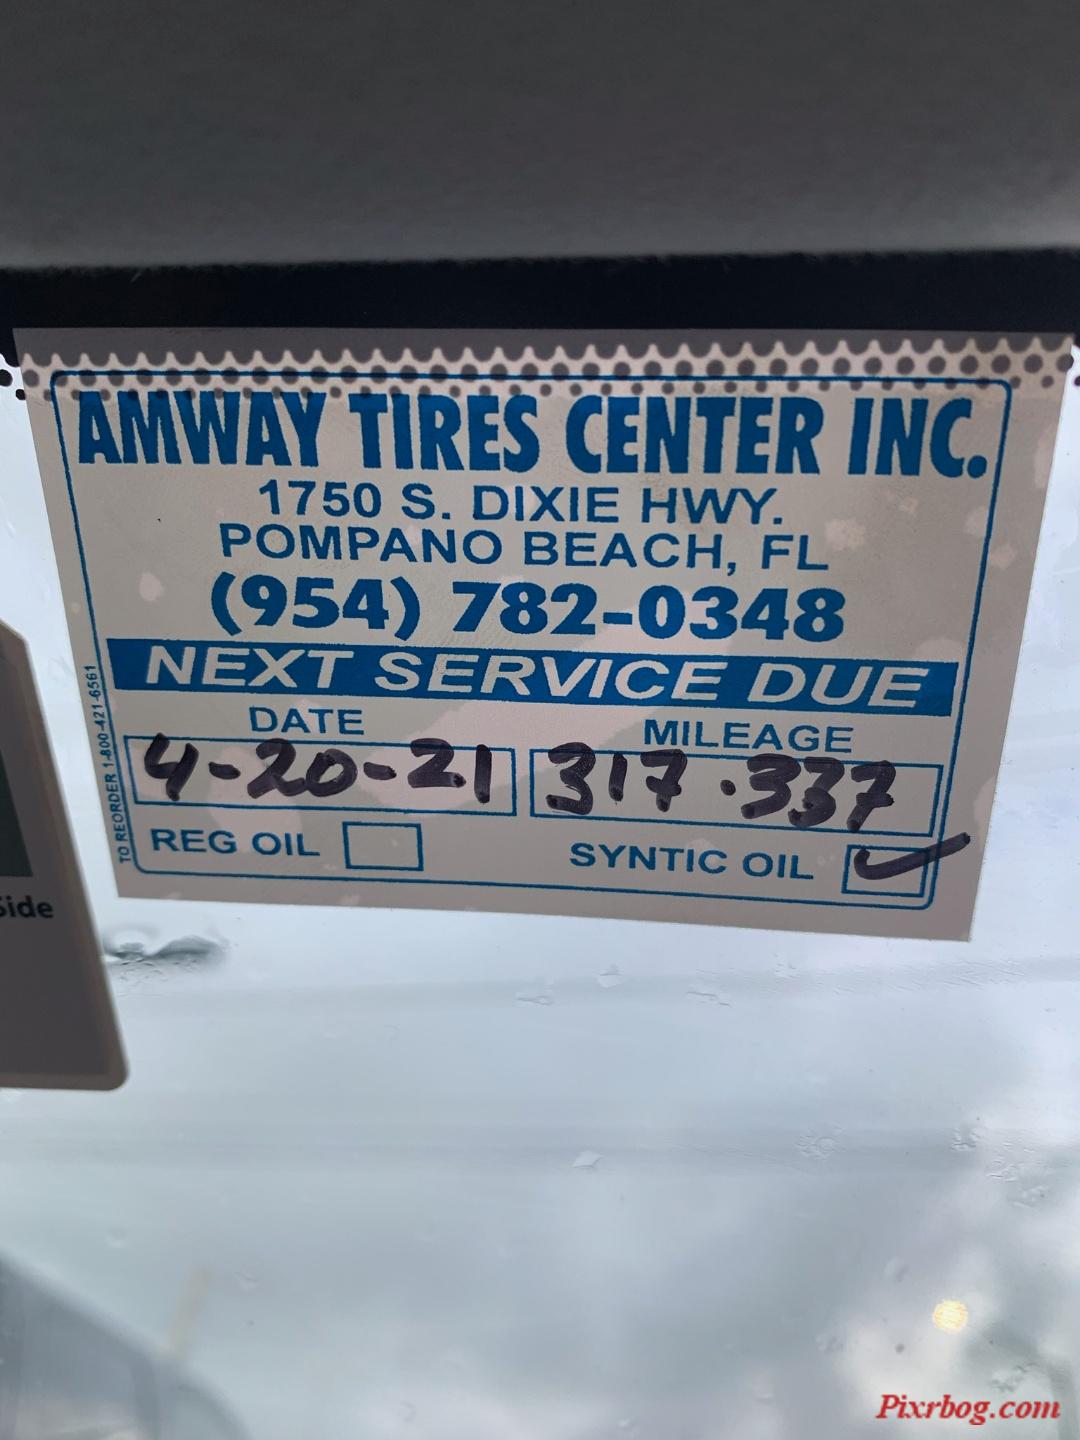 AMWAY TIRES CENTER INC.
1750 S. DIXIE HWY.
POMPANO BEACH, FL
(954) 782-0348
NEXT SERVICE DUE
DATE MILEAGE
4-20-21 317.337
REG OIL SYNTIC OIL
TO REORDER 1-800-421-6561
Side
Pixrbog.com